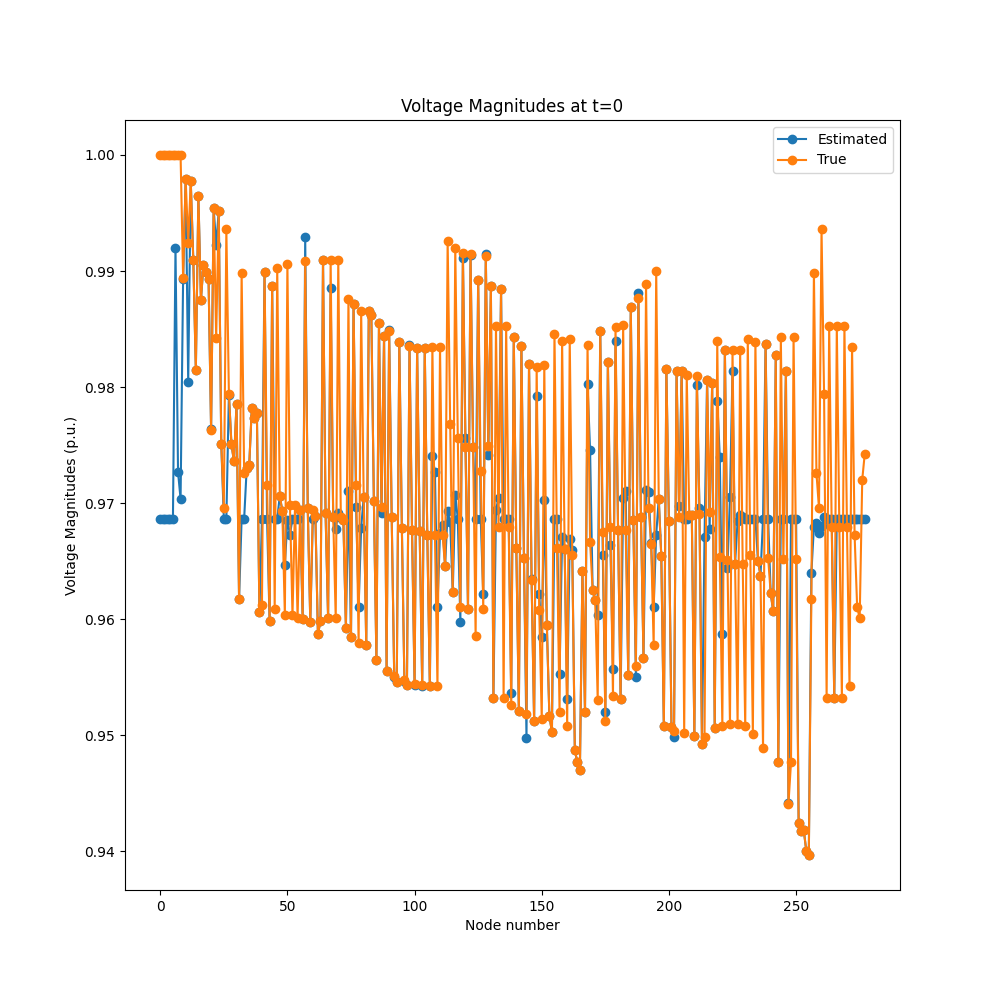 Voltage Magnitudes at t=0
Estimated
True
Voltage Magnitudes (p.u.)
1.00
0.99
0.98
0.97
0.96
0.95
0.94
0 50 100 150 200 250
Node number